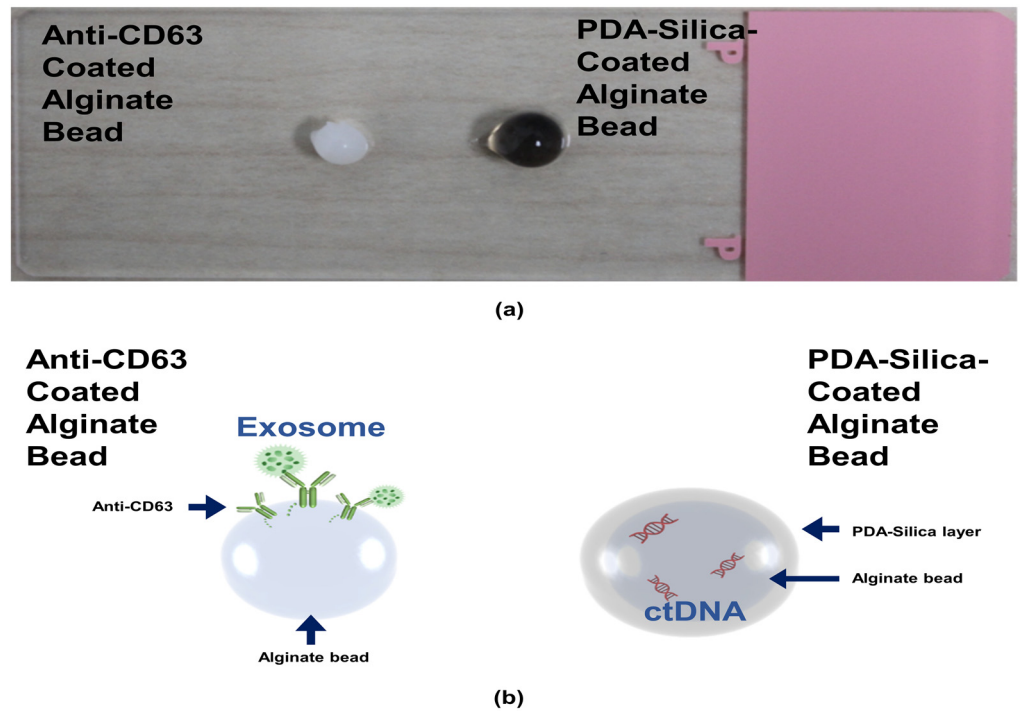 Anti-CD63
Coated
Alginate
Bead
PDA-Silica-
Coated
Alginate
Bead
P
P
(a)
Anti-CD63
Coated
Alginate
Bead
Exosome
Anti-CD63
Alginate bead
PDA-Silica-
Coated
Alginate
Bead
PDA-Silica layer
Alginate bead
ctDNA
(b)